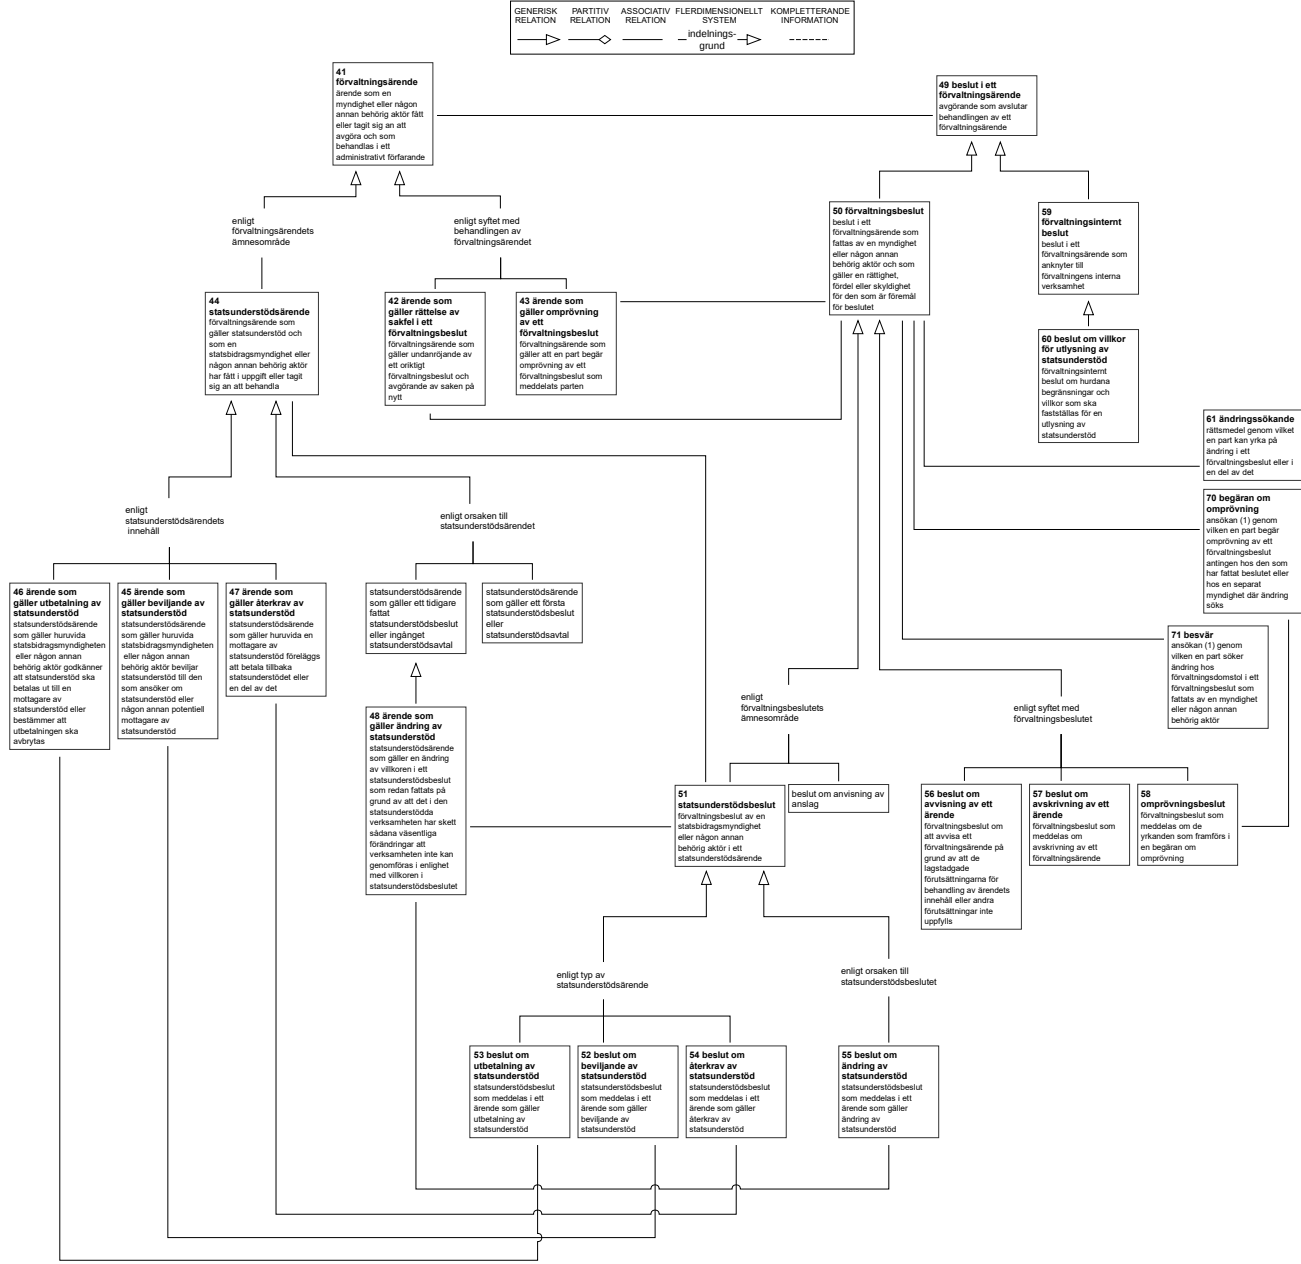 GENERISK
RELATION
PARTITIV
RELATION
ASSOCIATIV
RELATION
FLERDIMENSIONELLT
SYSTEM
KOMPLETTERANDE
INFORMATION
indelnings-
grund
41
förvaltningsärende
ärende som en
myndighet eller någon
annan behörig aktör fått
eller tagit sig an att
avgöra och som
behandlas i ett
administrativt förfarande
49 beslut i ett
förvaltningsärende
avgörande som avslutar
behandlingen av ett
förvaltningsärende
enligt
förvaltningsärendets
ämnesområde
enligt syftet med
behandlingen av
förvaltningsärendet
50 förvaltningsbeslut
beslut i ett
förvaltningsärende som
fattas av en myndighet
eller någon annan
behörig aktör och som
gäller en rättighet,
fördel eller skyldighet
för den som är föremål
för beslutet
59
förvaltningsinternt
beslut
beslut i ett
förvaltningsärende som
anknyter till
förvaltningens interna
verksamhet
44
statsunderstödsärende
förvaltningsärende som
gäller statsunderstöd och
som en
statsbidragsmyndighet eller
någon annan behörig aktör
har fått i uppgift eller tagit
sig an att behandla
42 ärende som
gäller rättelse av
sakfel i ett
förvaltningsbeslut
förvaltningsärende som
gäller undanröjande av
ett oriktigt
förvaltningsbeslut och
avgörande av saken på
nytt
43 ärende som
gäller omprövning
av ett
förvaltningsbeslut
förvaltningsärende som
gäller att en part begär
omprövning av ett
förvaltningsbeslut som
meddelats parten
60 beslut om villkor
för utlysning av
statsunderstöd
förvaltningsinternt
beslut om hurdana
begränsningar och
villkor som ska
fastställas för en
utlysning av
statsunderstöd
61 ändringssökande
rättsmedel genom vilket
en part kan yrka på
ändring i ett
förvaltningsbeslut eller i
en del av det
70 begäran om
omprövning
ansökan (1) genom
vilken en part begär
omprövning av ett
förvaltningsbeslut
antingen hos den som
har fattat beslutet eller
hos en separat
myndighet där ändring
söks
enligt
statsunderstödsärendets
innehåll
enligt orsaken till
statsunderstödsärendet
46 ärende som
gäller utbetalning av
statsunderstöd
statsunderstödsärende
som gäller huruvida
statsbidragsmyndigheten
eller någon annan
behörig aktör godkänner
att statsunderstöd ska
betalas ut till en
mottagare av
statsunderstöd eller
bestämmer att
utbetalningen ska
avbrytas
45 ärende som
gäller beviljande av
statsunderstöd
statsunderstödsärende
som gäller huruvida
statsbidragsmyndigheten
eller någon annan
behörig aktör beviljar
statsunderstöd till den
som ansöker om
statsunderstöd eller
någon annan potentiell
mottagare av
statsunderstöd
47 ärende som
gäller återkrav av
statsunderstöd
statsunderstödsärende
som gäller huruvida en
mottagare av
statsunderstöd föreläggs
att betala tillbaka
statsunderstödet eller
en del av det
statsunderstödsärende
som gäller ett tidigare
fattat
statsunderstödsbeslut
eller ingånget
statsunderstödsavtal
statsunderstödsärende
som gäller ett första
statsunderstödsbeslut
eller
statsunderstödsavtal
71 besvär
ansökan (1) genom
vilken en part söker
ändring hos
förvaltningsdomstol i ett
förvaltningsbeslut som
fattats av en myndighet
eller någon annan
behörig aktör
48 ärende som
gäller ändring av
statsunderstöd
statsunderstödsärende
som gäller en ändring
av villkoren i ett
statsunderstödsbeslut
som redan fattats på
grund av att det i den
statsunderstödda
verksamheten har skett
sådana väsentliga
förändringar att
verksamheten inte kan
genomföras i enlighet
med villkoren i
statsunderstödsbeslutet
enligt
förvaltningsbeslutets
ämnesområde
enligt syftet med
förvaltningsbeslutet
51
statsunderstödsbeslut
förvaltningsbeslut av en
statsbidragsmyndighet
eller någon annan
behörig aktör i ett
statsunderstödsärende
beslut om anvisning av
anslag
56 beslut om
avvisning av ett
ärende
förvaltningsbeslut om
att avvisa ett
förvaltningsärende på
grund av att de
lagstadgade
förutsättningarna för
behandling av ärendets
innehåll eller andra
förutsättningar inte
uppfylls
57 beslut om
avskrivning av ett
ärende
förvaltningsbeslut som
meddelas om
avskrivning av ett
förvaltningsärende
58
omprövningsbeslut
förvaltningsbeslut som
meddelas om de
yrkanden som framförs i
en begäran om
omprövning
enligt typ av
statsunderstödsärende
enligt orsaken till
statsunderstödsbeslutet
53 beslut om
utbetalning av
statsunderstöd
statsunderstödsbeslut
som meddelas i ett
ärende som gäller
utbetalning av
statsunderstöd
52 beslut om
beviljande av
statsunderstöd
statsunderstödsbeslut
som meddelas i ett
ärende som gäller
beviljande av
statsunderstöd
54 beslut om
återkrav av
statsunderstöd
statsunderstödsbeslut
som meddelas i ett
ärende som gäller
återkrav av
statsunderstöd
55 beslut om
ändring av
statsunderstöd
statsunderstödsbeslut
som meddelas i ett
ärende som gäller
ändring av
statsunderstöd